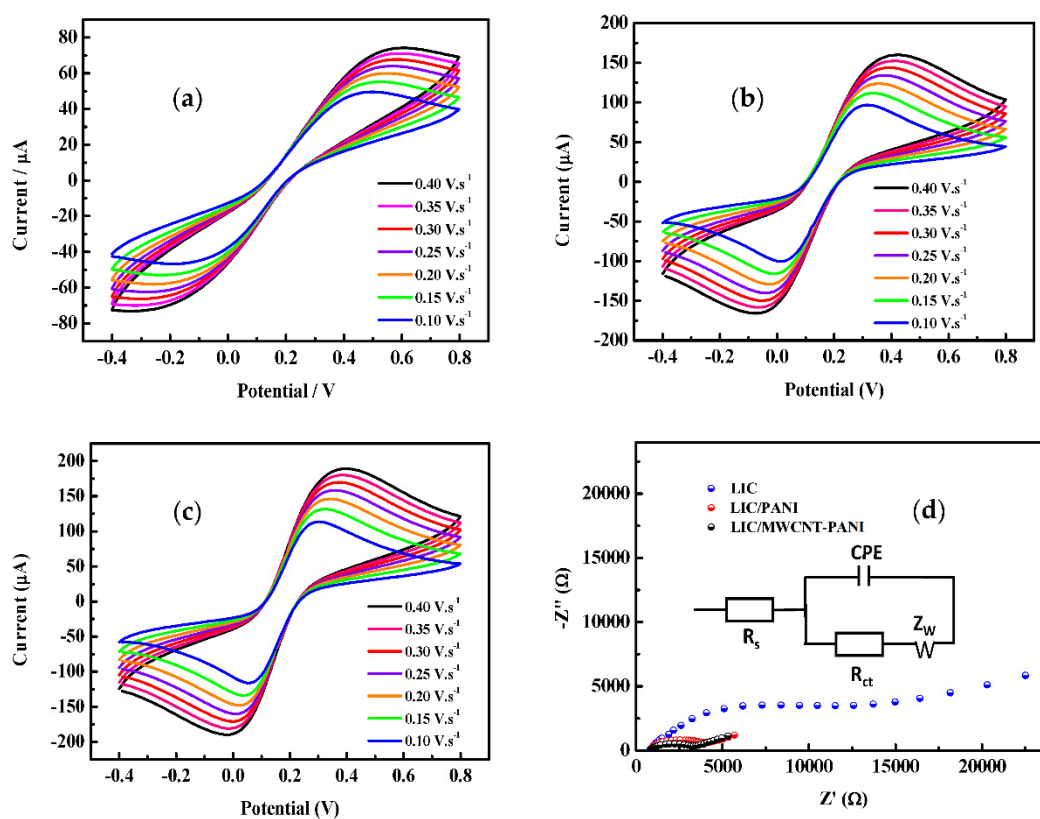 (a)
80
60
40
20
0
-20
-40
-60
-80
Current / µA
-0.4 -0.2 0.0 0.2 0.4 0.6 0.8
Potential / V
0.40 V.s⁻¹
0.35 V.s⁻¹
0.30 V.s⁻¹
0.25 V.s⁻¹
0.20 V.s⁻¹
0.15 V.s⁻¹
0.10 V.s⁻¹
(b)
200
150
100
50
0
-50
-100
-150
-200
Current (µA)
-0.4 -0.2 0.0 0.2 0.4 0.6 0.8
Potential (V)
0.40 V.s⁻¹
0.35 V.s⁻¹
0.30 V.s⁻¹
0.25 V.s⁻¹
0.20 V.s⁻¹
0.15 V.s⁻¹
0.10 V.s⁻¹
(c)
200
150
100
50
0
-50
-100
-150
-200
Current (µA)
-0.4 -0.2 0.0 0.2 0.4 0.6 0.8
Potential (V)
0.40 V.s⁻¹
0.35 V.s⁻¹
0.30 V.s⁻¹
0.25 V.s⁻¹
0.20 V.s⁻¹
0.15 V.s⁻¹
0.10 V.s⁻¹
(d)
20000
15000
10000
5000
0
-Z'' (Ω)
LIC
LIC/PANI
LIC/MWCNT-PANI
CPE
Rs
Zw
Rct
0 5000 10000 15000 20000
Z' (Ω)